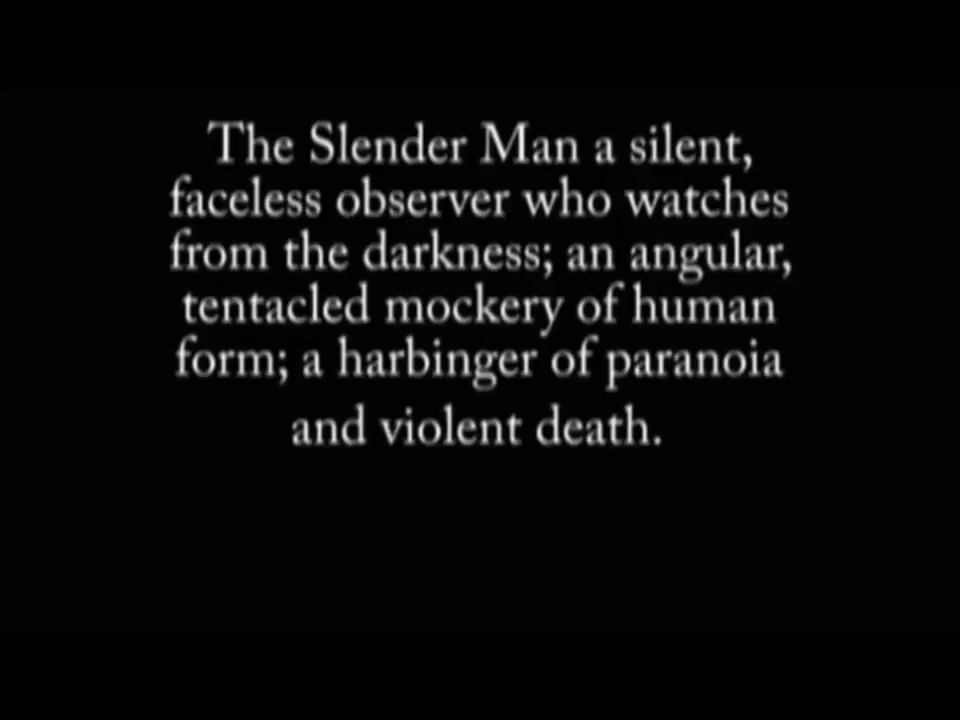 The Slender Man a silent,
faceless observer who watches
from the darkness; an angular,
tentacled mockery of human
form; a harbinger of paranoia
and violent death.